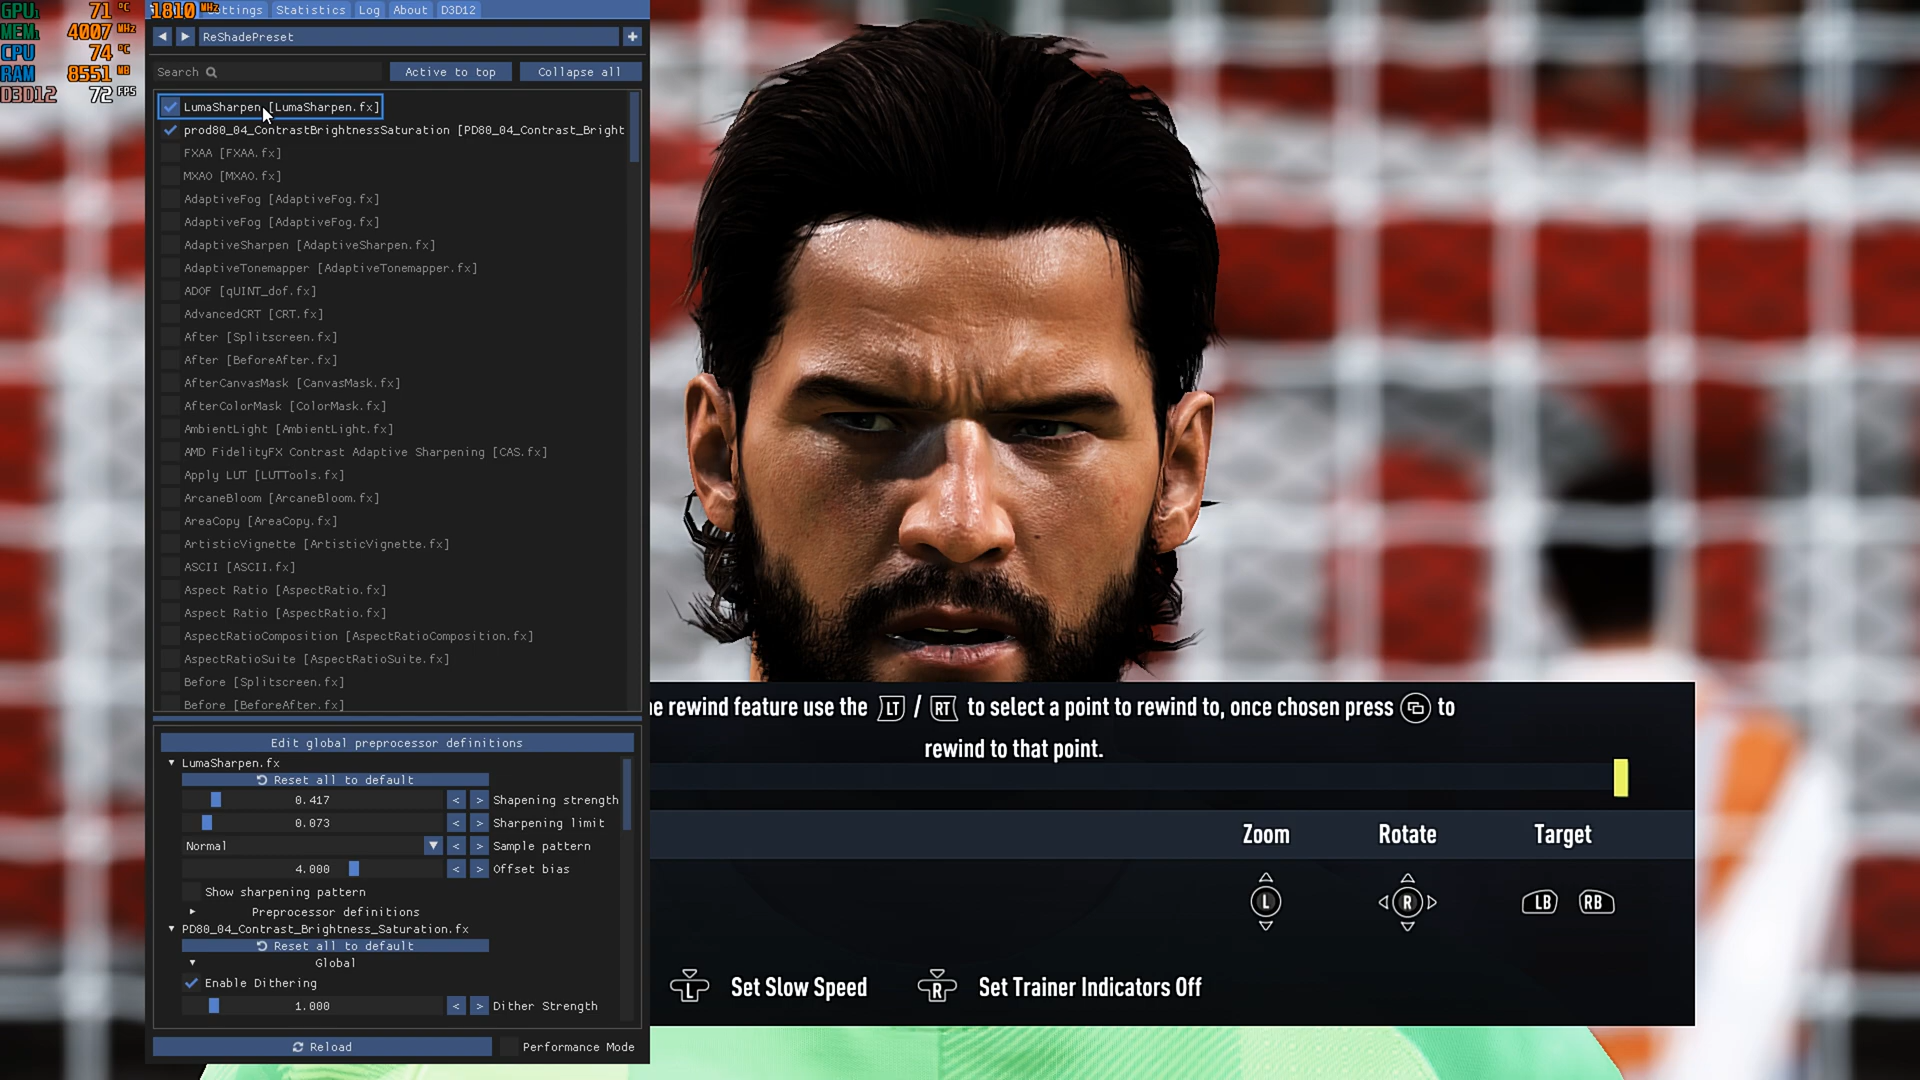 GPU₁ 71 °C 1810 MHz
MEM₁ 4007 MHz
CPU 74 °C
RAM 8551 MB
D3D12 72 FPS
ettings Statistics Log About D3D12
ReShadePreset
Search Active to top Collapse all
LumaSharpen [LumaSharpen.fx]
prod80_04_ContrastBrightnessSaturation [PD80_04_Contrast_Bright
FXAA [FXAA.fx]
MXAO [MXAO.fx]
AdaptiveFog [AdaptiveFog.fx]
AdaptiveFog [AdaptiveFog.fx]
AdaptiveSharpen [AdaptiveSharpen.fx]
AdaptiveTonemapper [AdaptiveTonemapper.fx]
ADOF [qUINT_dof.fx]
AdvancedCRT [CRT.fx]
After [Splitscreen.fx]
After [BeforeAfter.fx]
AfterCanvasMask [CanvasMask.fx]
AfterColorMask [ColorMask.fx]
AmbientLight [AmbientLight.fx]
AMD FidelityFX Contrast Adaptive Sharpening [CAS.fx]
Apply LUT [LUTTools.fx]
ArcaneBloom [ArcaneBloom.fx]
AreaCopy [AreaCopy.fx]
ArtisticVignette [ArtisticVignette.fx]
ASCII [ASCII.fx]
Aspect Ratio [AspectRatio.fx]
Aspect Ratio [AspectRatio.fx]
AspectRatioComposition [AspectRatioComposition.fx]
AspectRatioSuite [AspectRatioSuite.fx]
Before [Splitscreen.fx]
Before [BeforeAfter.fx]
Edit global preprocessor definitions
LumaSharpen.fx
Reset all to default
0.417 < > Shapening strength
0.073 < > Sharpening limit
Normal < > Sample pattern
4.000 < > Offset bias
Show sharpening pattern
Preprocessor definitions
PD80_04_Contrast_Brightness_Saturation.fx
Reset all to default
Global
Enable Dithering
1.000 < > Dither Strength
Reload Performance Mode
e rewind feature use the LT / RT to select a point to rewind to, once chosen press to
rewind to that point.
Zoom Rotate Target
L R LB RB
L Set Slow Speed R Set Trainer Indicators Off